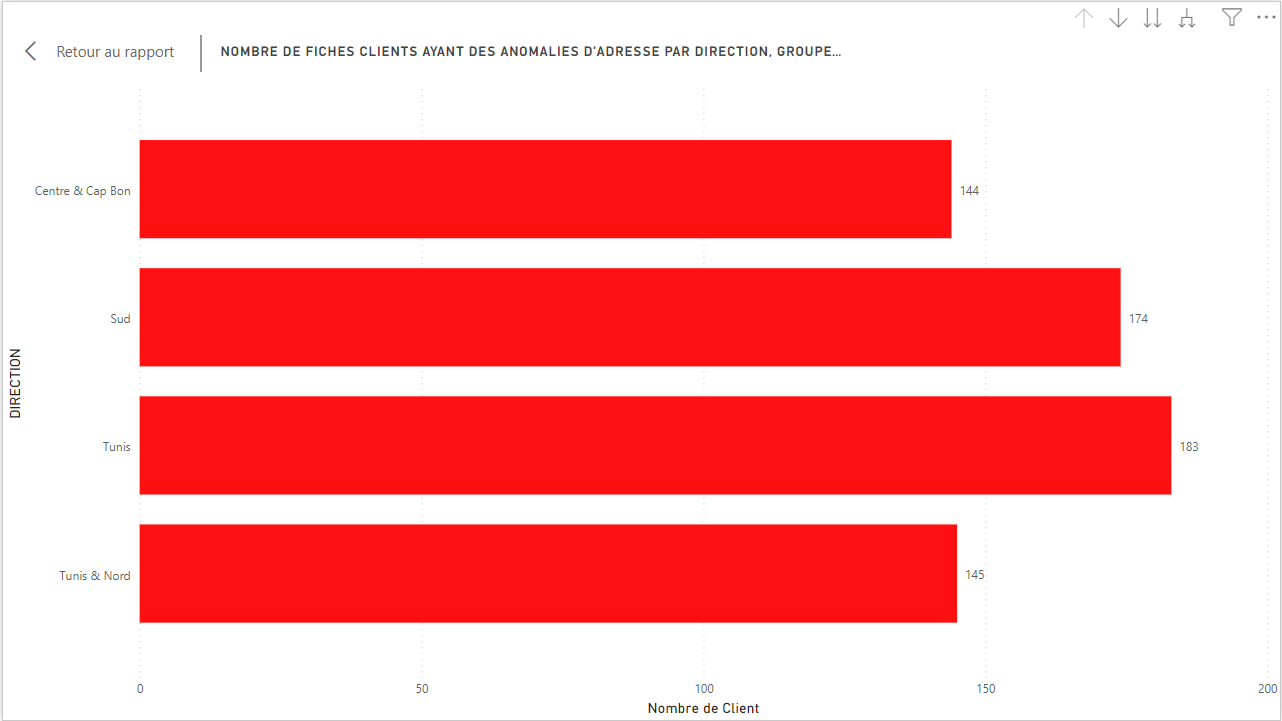 Retour au rapport
NOMBRE DE FICHES CLIENTS AYANT DES ANOMALIES D'ADRESSE PAR DIRECTION, GROUPE...
DIRECTION
Centre & Cap Bon
144
Sud
174
Tunis
183
Tunis & Nord
145
0 50 100 150 200
Nombre de Client